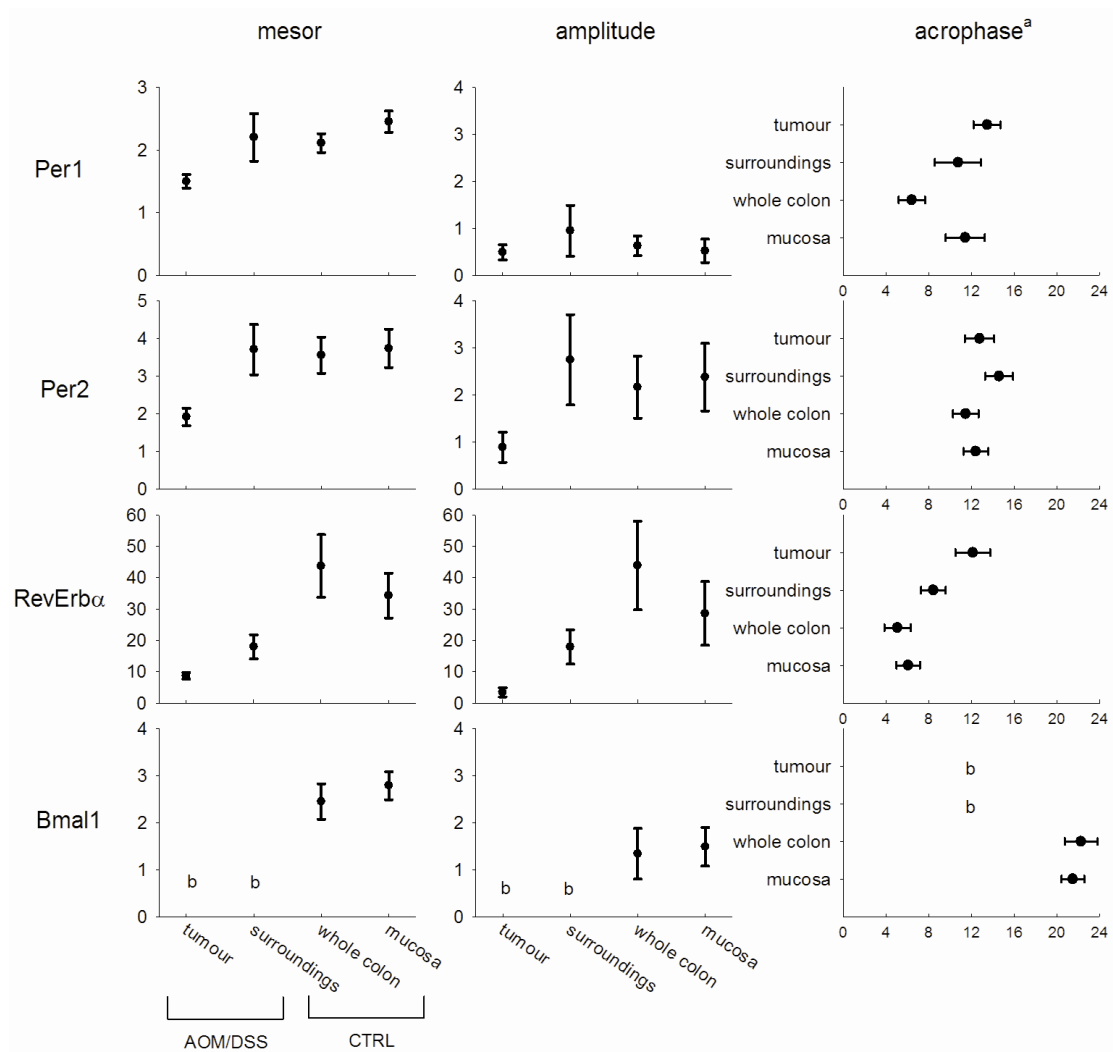 mesor amplitude acrophaseᵃ
Per1
3
2
1
0
4
3
2
1
0
tumour
surroundings
whole colon
mucosa
0 4 8 12 16 20 24
Per2
5
4
3
2
1
0
4
3
2
1
0
tumour
surroundings
whole colon
mucosa
0 4 8 12 16 20 24
RevErbα
60
50
40
30
20
10
0
60
50
40
30
20
10
0
tumour
surroundings
whole colon
mucosa
0 4 8 12 16 20 24
Bmal1
4
3
2
1
0
b b
4
3
2
1
0
b b
tumour b
surroundings b
whole colon
mucosa
0 4 8 12 16 20 24
tumour surroundings whole colon mucosa
tumour surroundings whole colon mucosa
AOM/DSS CTRL